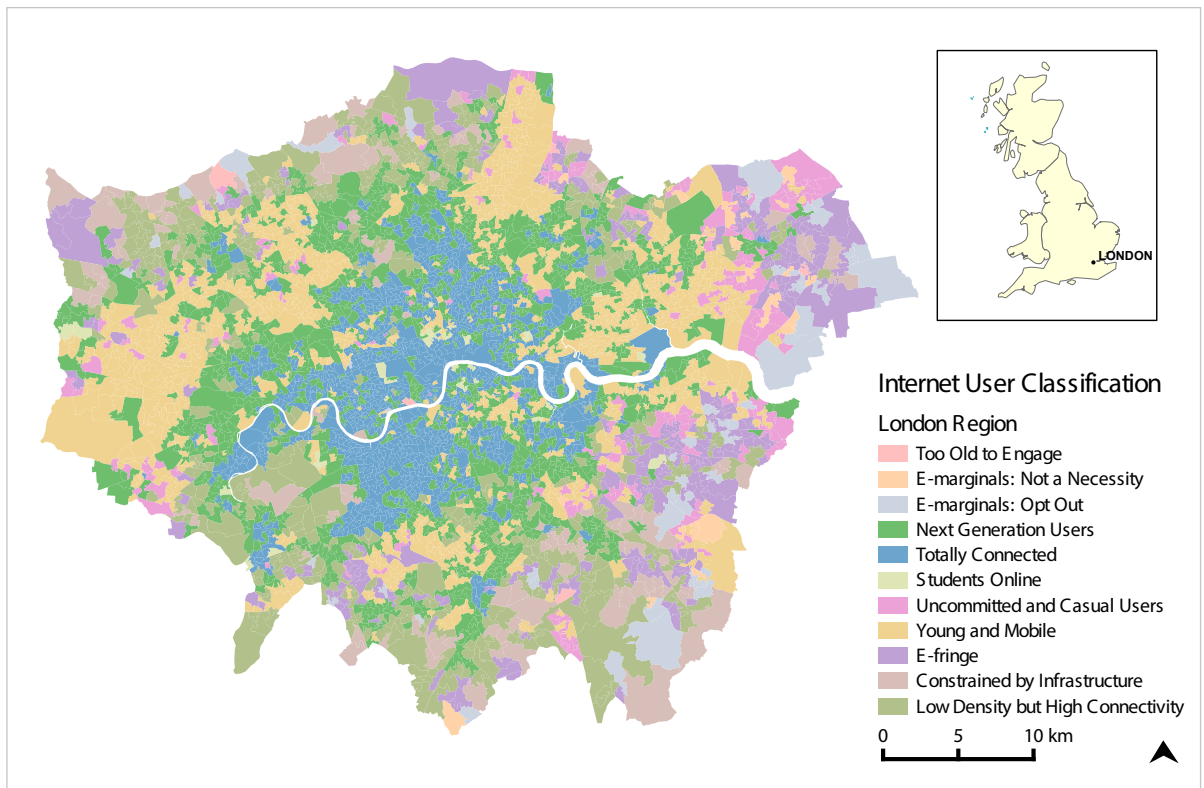 LONDON
Internet User Classification
London Region
Too Old to Engage
E-marginals: Not a Necessity
E-marginals: Opt Out
Next Generation Users
Totally Connected
Students Online
Uncommitted and Casual Users
Young and Mobile
E-fringe
Constrained by Infrastructure
Low Density but High Connectivity
0 5 10 km